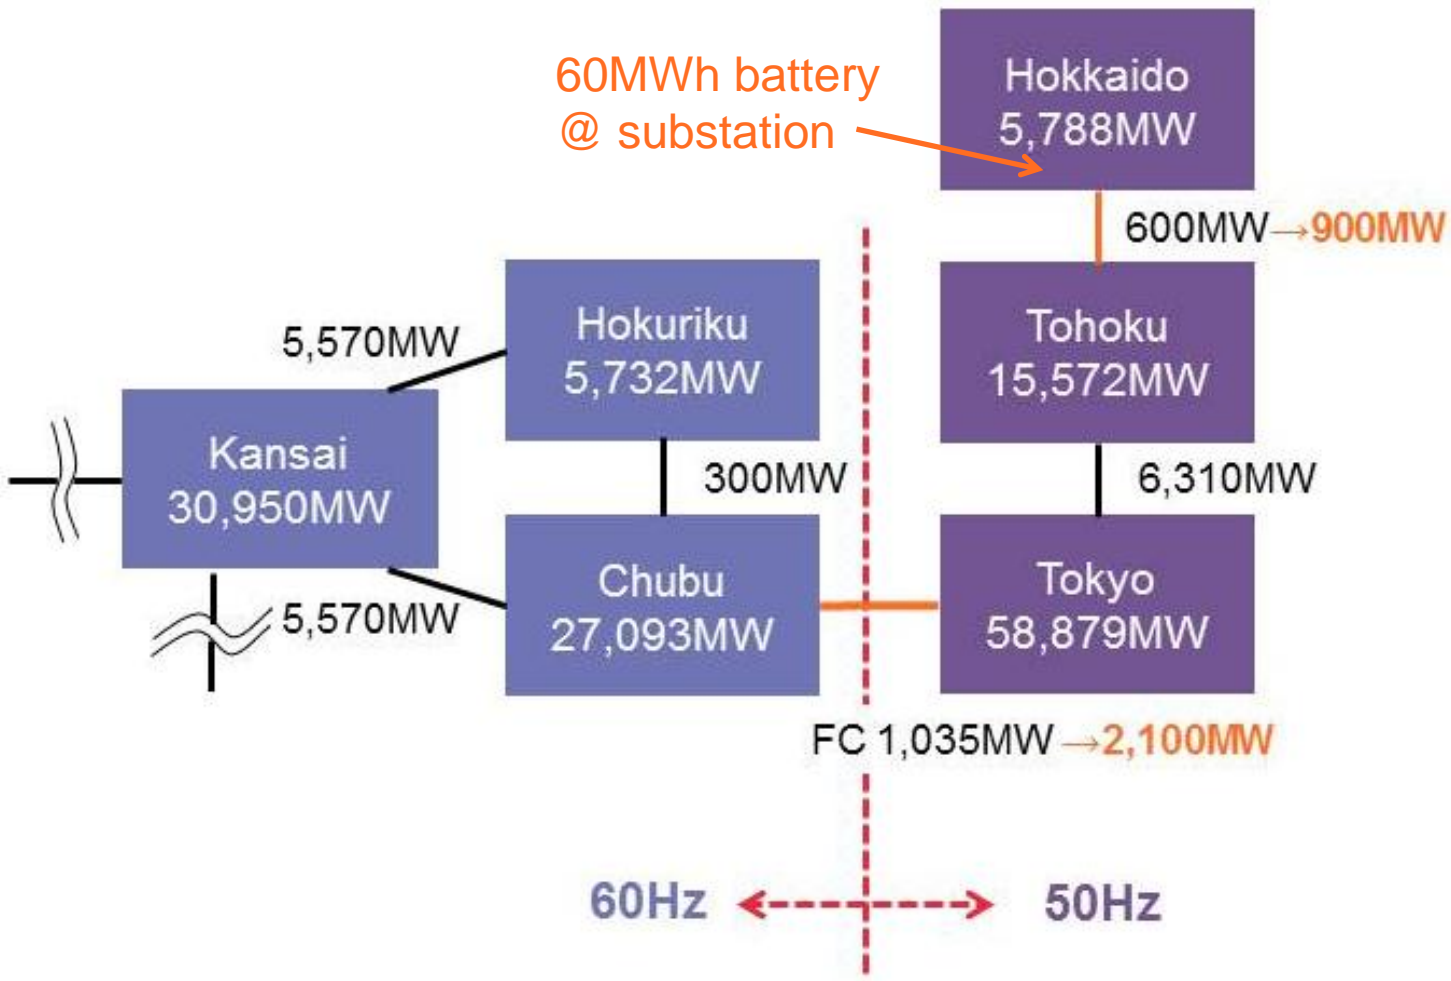 60MWh battery
@ substation
Hokkaido
5,788MW
600MW→900MW
Hokuriku
5,732MW
Tohoku
15,572MW
5,570MW
Kansai
30,950MW
300MW
6,310MW
Chubu
27,093MW
Tokyo
58,879MW
5,570MW
FC 1,035MW→2,100MW
60Hz
50Hz